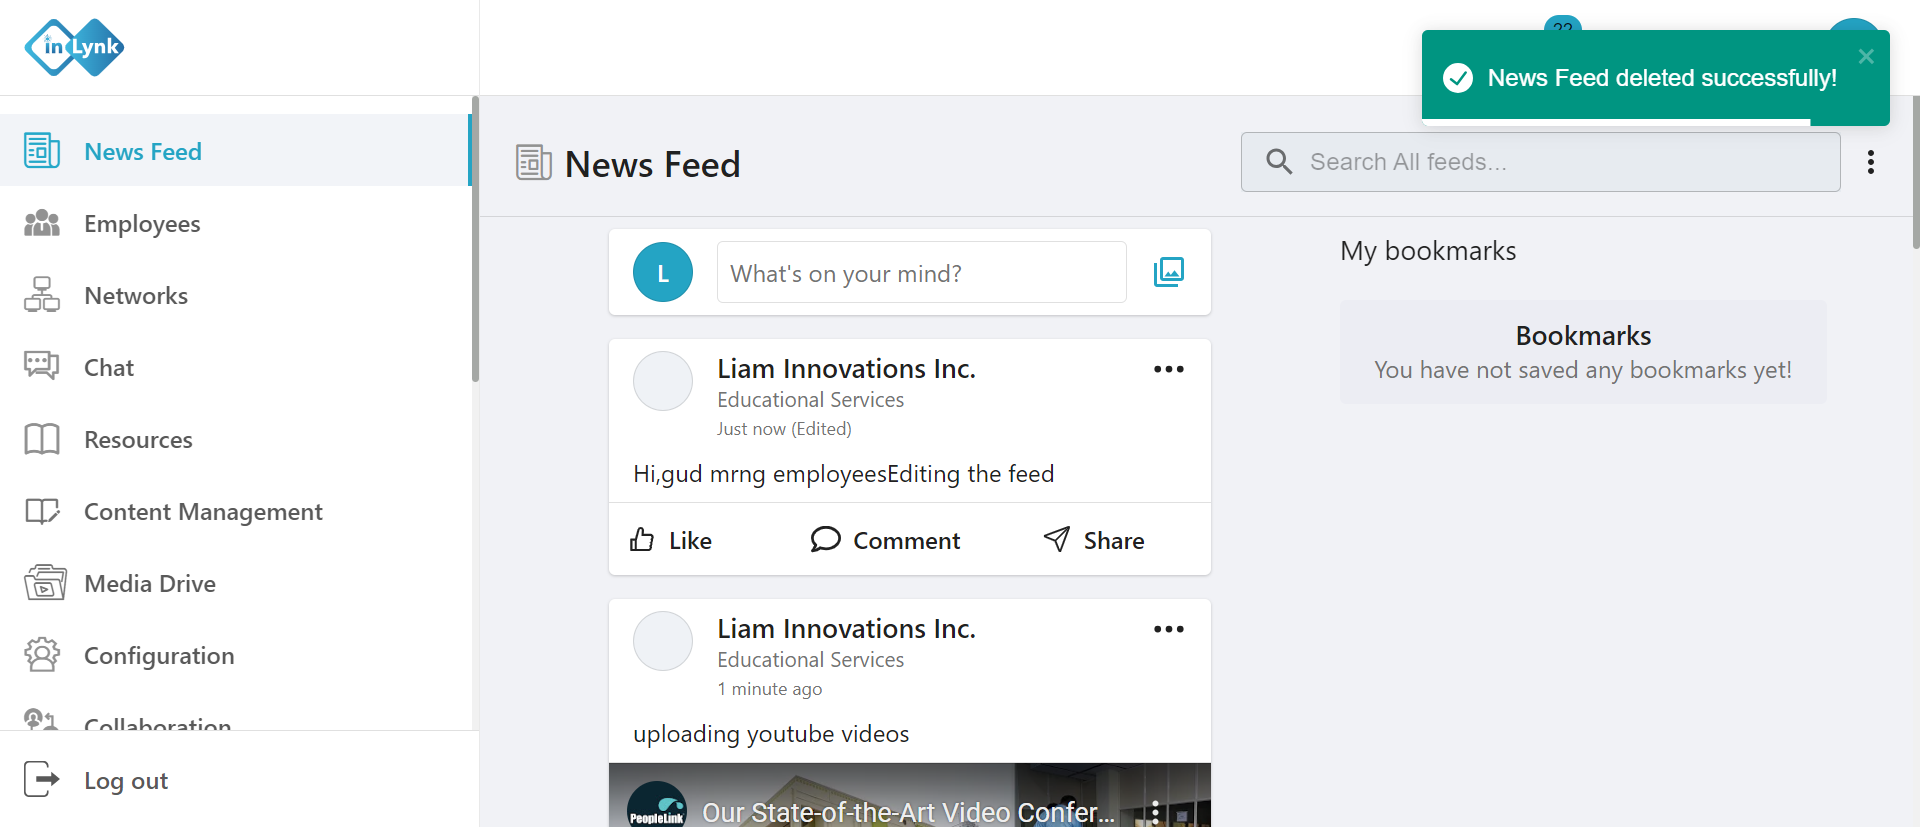 in Lynk
22
News Feed deleted successfully!
News Feed
Employees
Networks
Chat
Resources
Content Management
Media Drive
Configuration
Collaboration
Log out
News Feed
Search All feeds...
L
What's on your mind?
My bookmarks
Bookmarks
You have not saved any bookmarks yet!
Liam Innovations Inc.
Educational Services
Just now (Edited)
Hi,gud mrng employeesEditing the feed
Like
Comment
Share
Liam Innovations Inc.
Educational Services
1 minute ago
uploading youtube videos
PeopleLink
Our State-of-the-Art Video Confer...